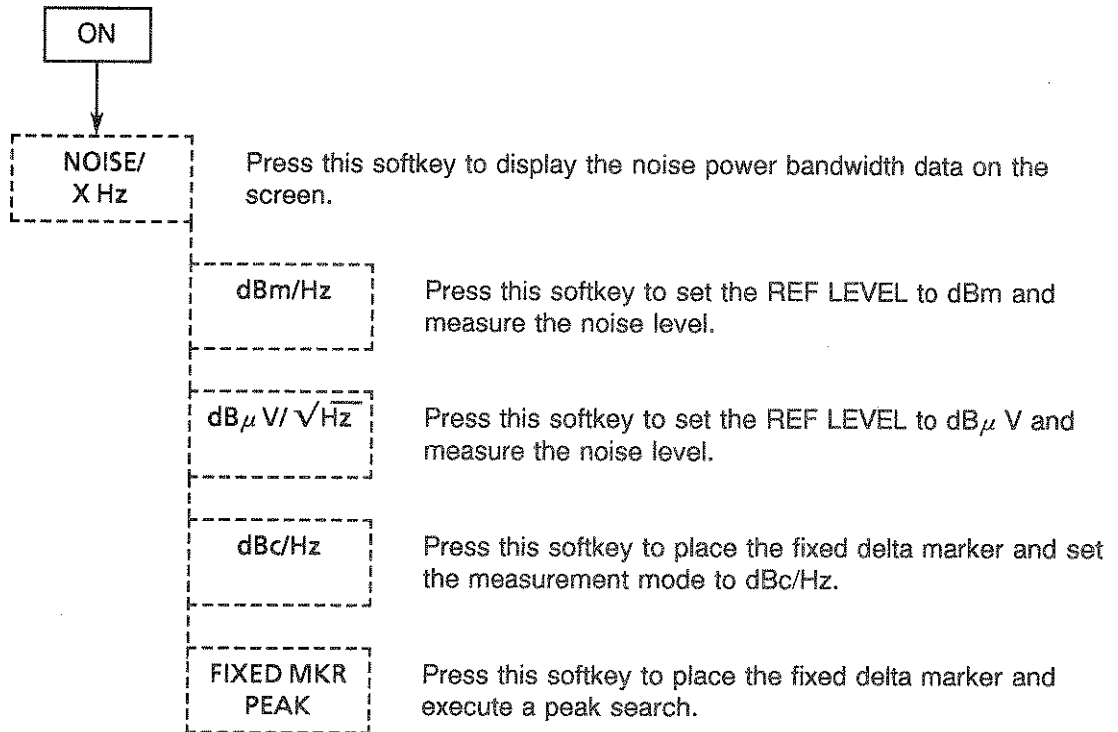 ON
NOISE/
X Hz
Press this softkey to display the noise power bandwidth data on the
screen.
dBm/Hz
Press this softkey to set the REF LEVEL to dBm and
measure the noise level.
dBμ V/ √Hz
Press this softkey to set the REF LEVEL to dBμ V and
measure the noise level.
dBc/Hz
Press this softkey to place the fixed delta marker and set
the measurement mode to dBc/Hz.
FIXED MKR
PEAK
Press this softkey to place the fixed delta marker and
execute a peak search.